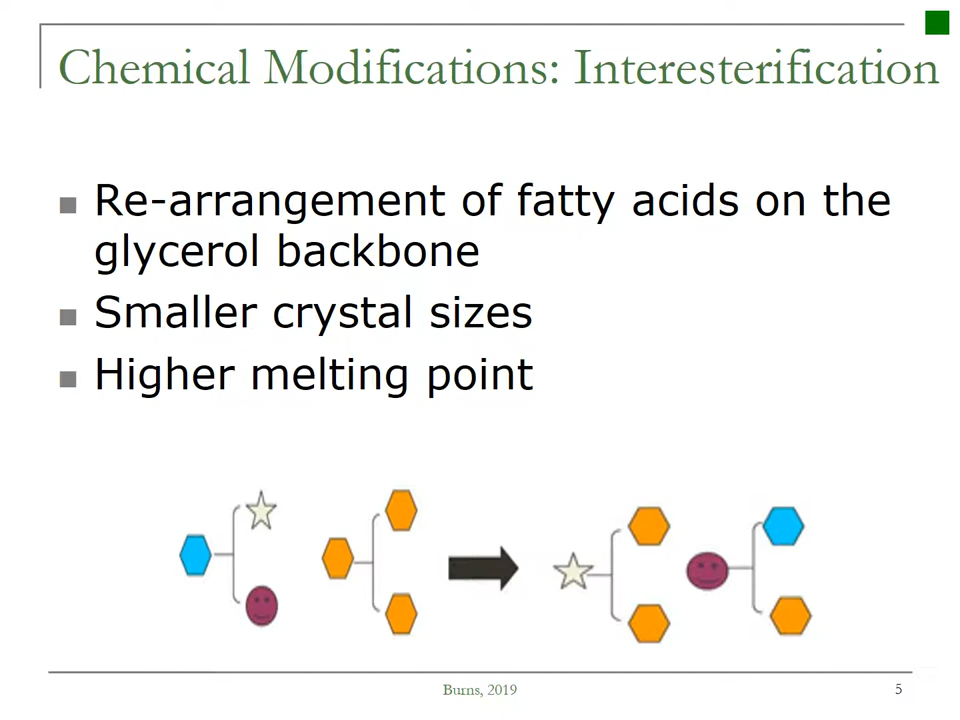 Chemical Modifications: Interesterification
Re-arrangement of fatty acids on the
glycerol backbone
Smaller crystal sizes
Higher melting point
Burns, 2019
5